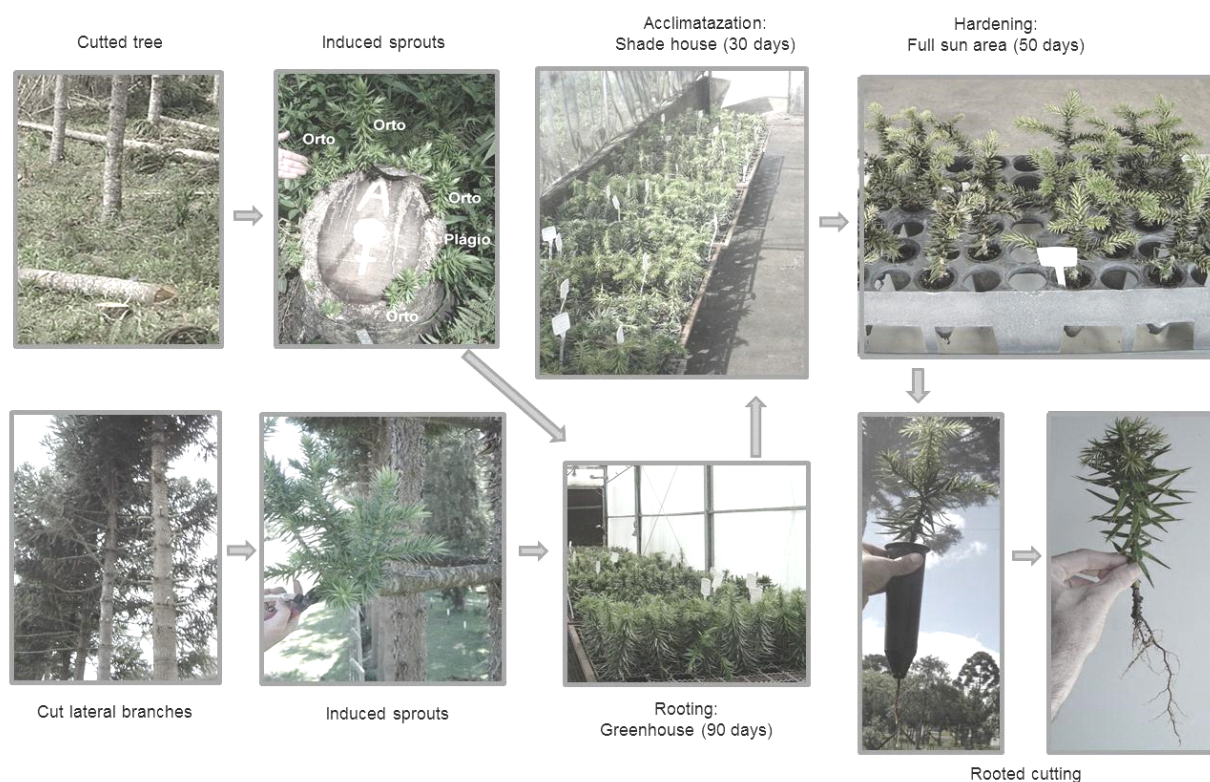 Cutted tree
Induced sprouts
Acclimatazation:
Shade house (30 days)
Hardening:
Full sun area (50 days)
Orto
Orto
A
Orto
Plágio
Orto
Cut lateral branches
Induced sprouts
Rooting:
Greenhouse (90 days)
Rooted cutting